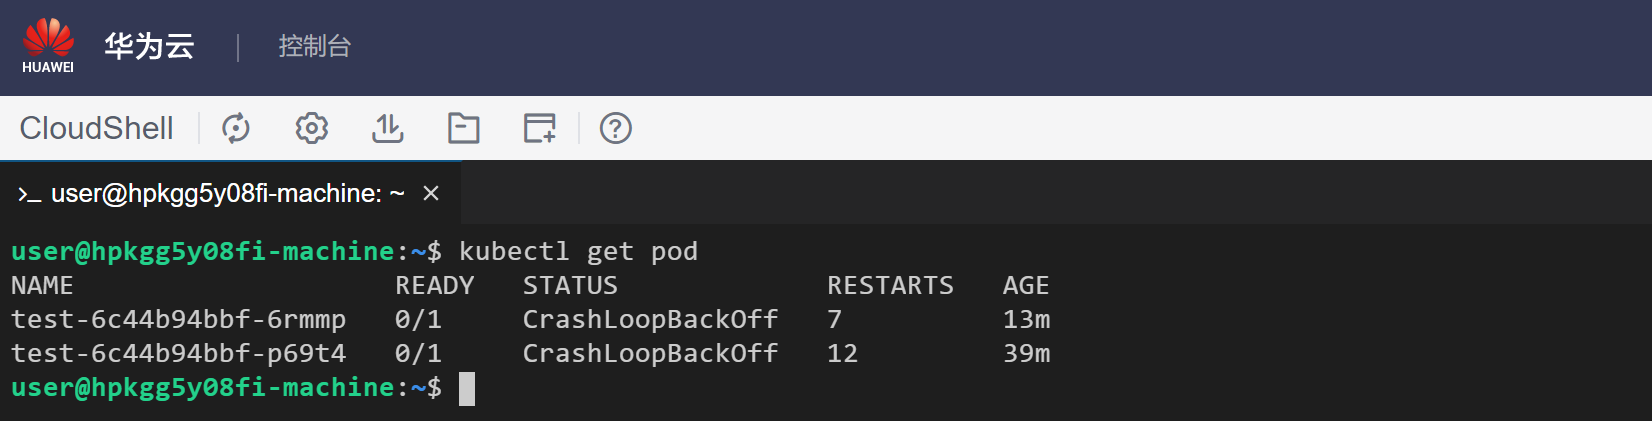 HUAWEI 华为云 控制台
CloudShell
user@hpkgg5y08fi-machine: ~
user@hpkgg5y08fi-machine:~$ kubectl get pod
NAME READY STATUS RESTARTS AGE
test-6c44b94bbf-6rmmp 0/1 CrashLoopBackOff 7 13m
test-6c44b94bbf-p69t4 0/1 CrashLoopBackOff 12 39m
user@hpkgg5y08fi-machine:~$